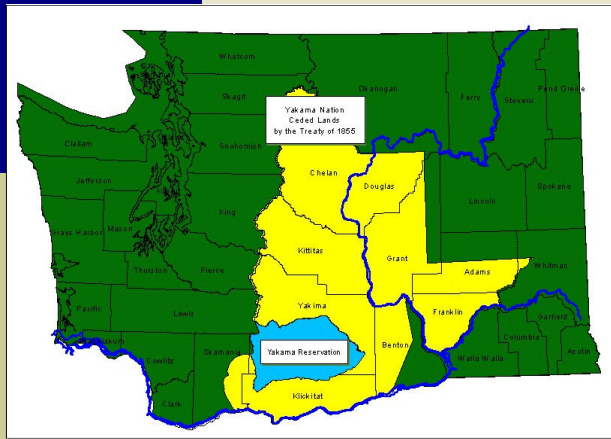 Whatcom
Skagit
Okanogan
Ferry
Stevens
Pend Oreille
Yakama Nation
Ceded Lands
by the Treaty of 1855
Clallam
Snohomish
Chelan
Douglas
Jefferson
King
Lincoln
Spokane
Grays Harbor
Mason
Kittitas
Grant
Adams
Whitman
Thurston
Pierce
Pacific
Lewis
Yakima
Franklin
Garfield
Wahkiakum
Cowlitz
Skamania
Yakama Reservation
Benton
Walla Walla
Columbia
Asotin
Clark
Klickitat